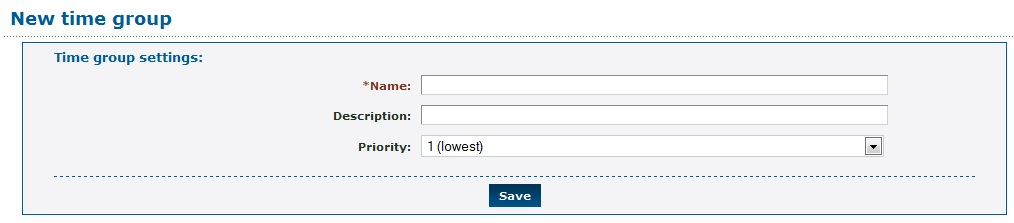 New time group
Time group settings:
*Name:
Description:
Priority: 1 (lowest)
Save